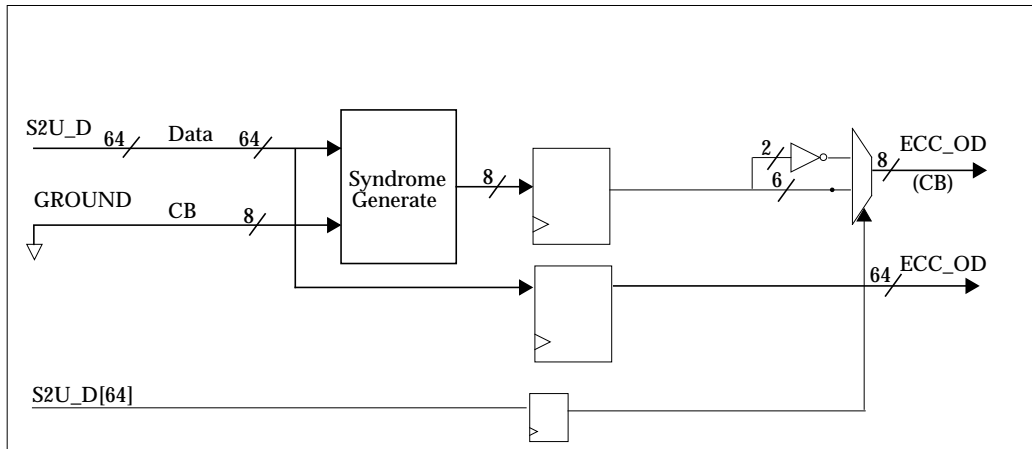 S2U_D
64
Data
64
GROUND
CB
8
Syndrome
Generate
8
2
6
8
ECC_OD
(CB)
64
ECC_OD
S2U_D[64]